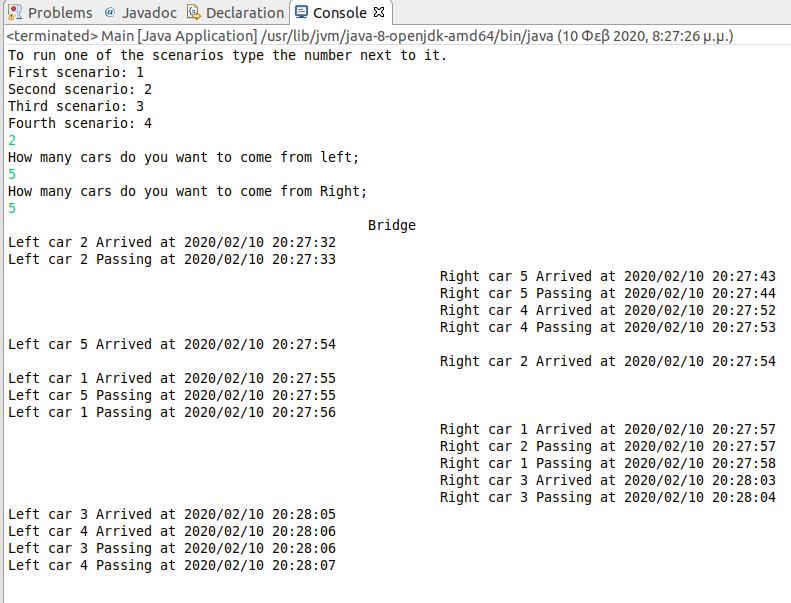 Problems @ Javadoc Declaration Console
<terminated> Main [Java Application] /usr/lib/jvm/java-8-openjdk-amd64/bin/java (10 Φεβ 2020, 8:27:26 μ.μ.)
To run one of the scenarios type the number next to it.
First scenario: 1
Second scenario: 2
Third scenario: 3
Fourth scenario: 4
2
How many cars do you want to come from left;
5
How many cars do you want to come from Right;
5
Bridge
Left car 2 Arrived at 2020/02/10 20:27:32
Left car 2 Passing at 2020/02/10 20:27:33
Right car 5 Arrived at 2020/02/10 20:27:43
Right car 5 Passing at 2020/02/10 20:27:44
Right car 4 Arrived at 2020/02/10 20:27:52
Right car 4 Passing at 2020/02/10 20:27:53
Left car 5 Arrived at 2020/02/10 20:27:54
Right car 2 Arrived at 2020/02/10 20:27:54
Left car 1 Arrived at 2020/02/10 20:27:55
Left car 5 Passing at 2020/02/10 20:27:55
Left car 1 Passing at 2020/02/10 20:27:56
Right car 1 Arrived at 2020/02/10 20:27:57
Right car 2 Passing at 2020/02/10 20:27:57
Right car 1 Passing at 2020/02/10 20:27:58
Right car 3 Arrived at 2020/02/10 20:28:03
Right car 3 Passing at 2020/02/10 20:28:04
Left car 3 Arrived at 2020/02/10 20:28:05
Left car 4 Arrived at 2020/02/10 20:28:06
Left car 3 Passing at 2020/02/10 20:28:06
Left car 4 Passing at 2020/02/10 20:28:07